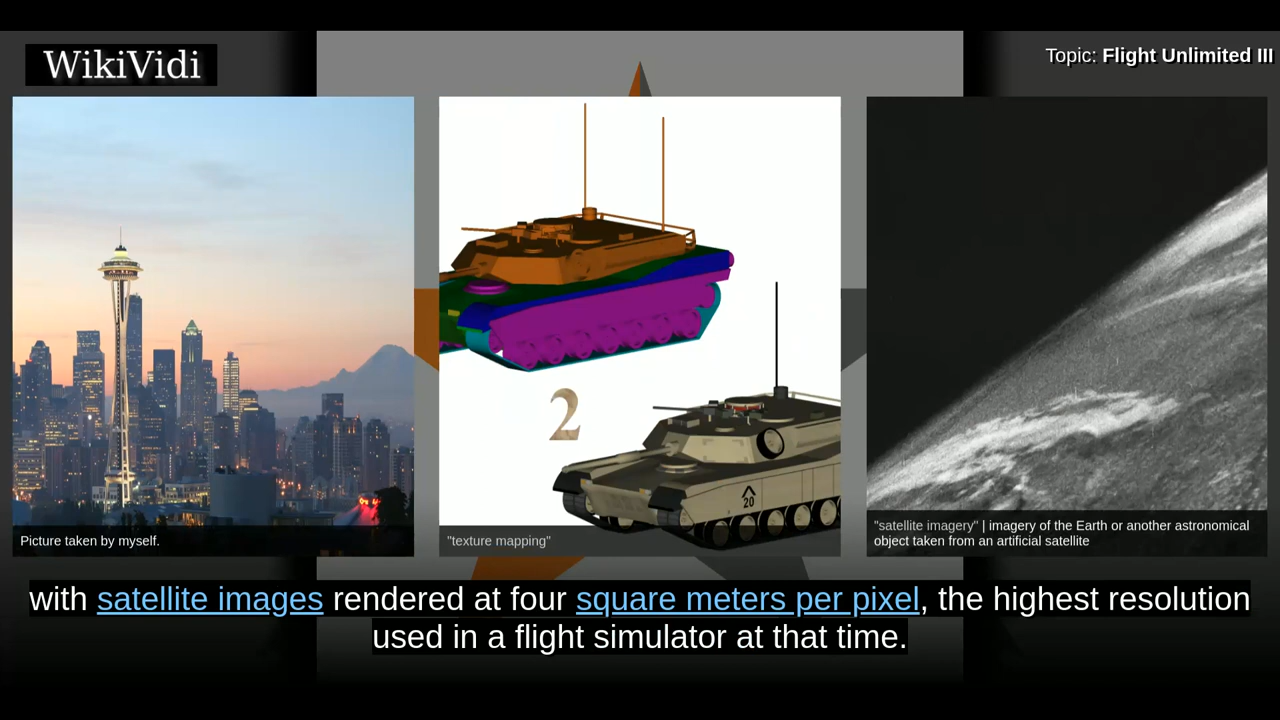 WikiVidi
Topic: Flight Unlimited III
2
20
Picture taken by myself.
"texture mapping"
"satellite imagery" | imagery of the Earth or another astronomical
object taken from an artificial satellite
with satellite images rendered at four square meters per pixel, the highest resolution
used in a flight simulator at that time.